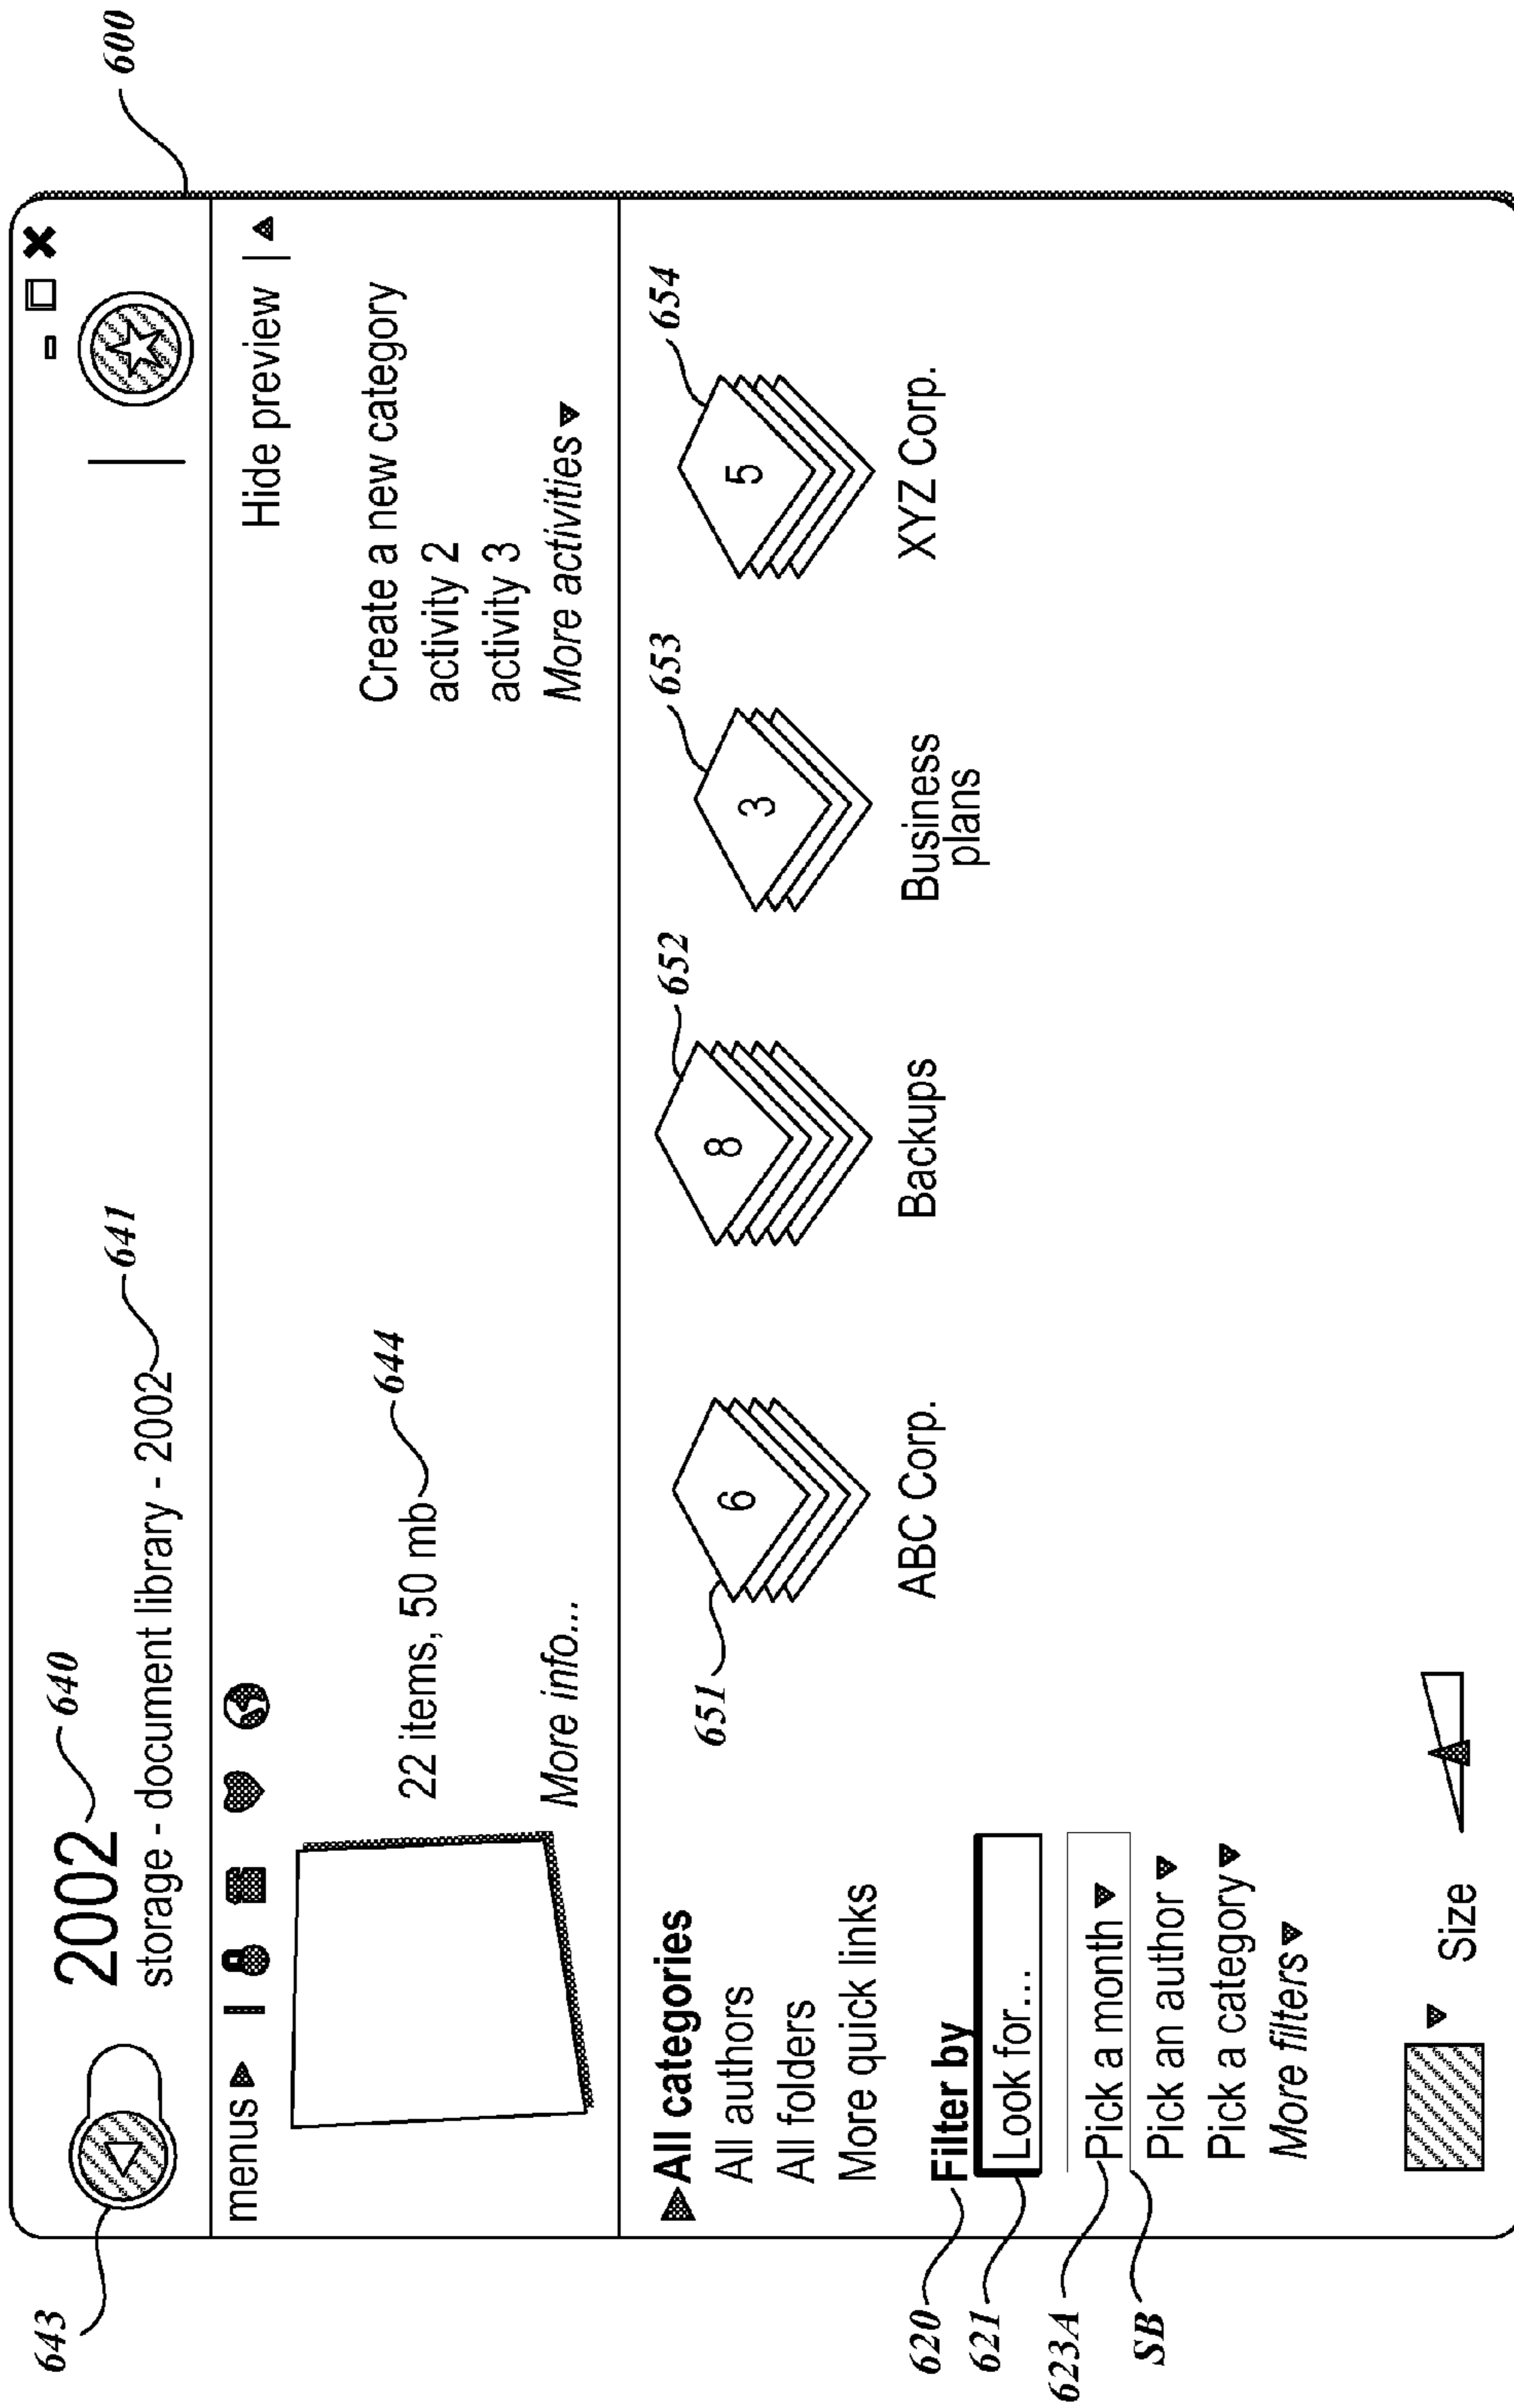 600
2002
640
storage - document library - 2002
641
643
menus
Hide preview
22 items, 50 mb
644
More info...
Create a new category
activity 2
activity 3
More activities
All categories
All authors
All folders
More quick links
620
Filter by
621
Look for...
623A
Pick a month
SB
Pick an author
Pick a category
More filters
Size
651
6
ABC Corp.
652
8
Backups
653
3
Business
plans
654
5
XYZ Corp.